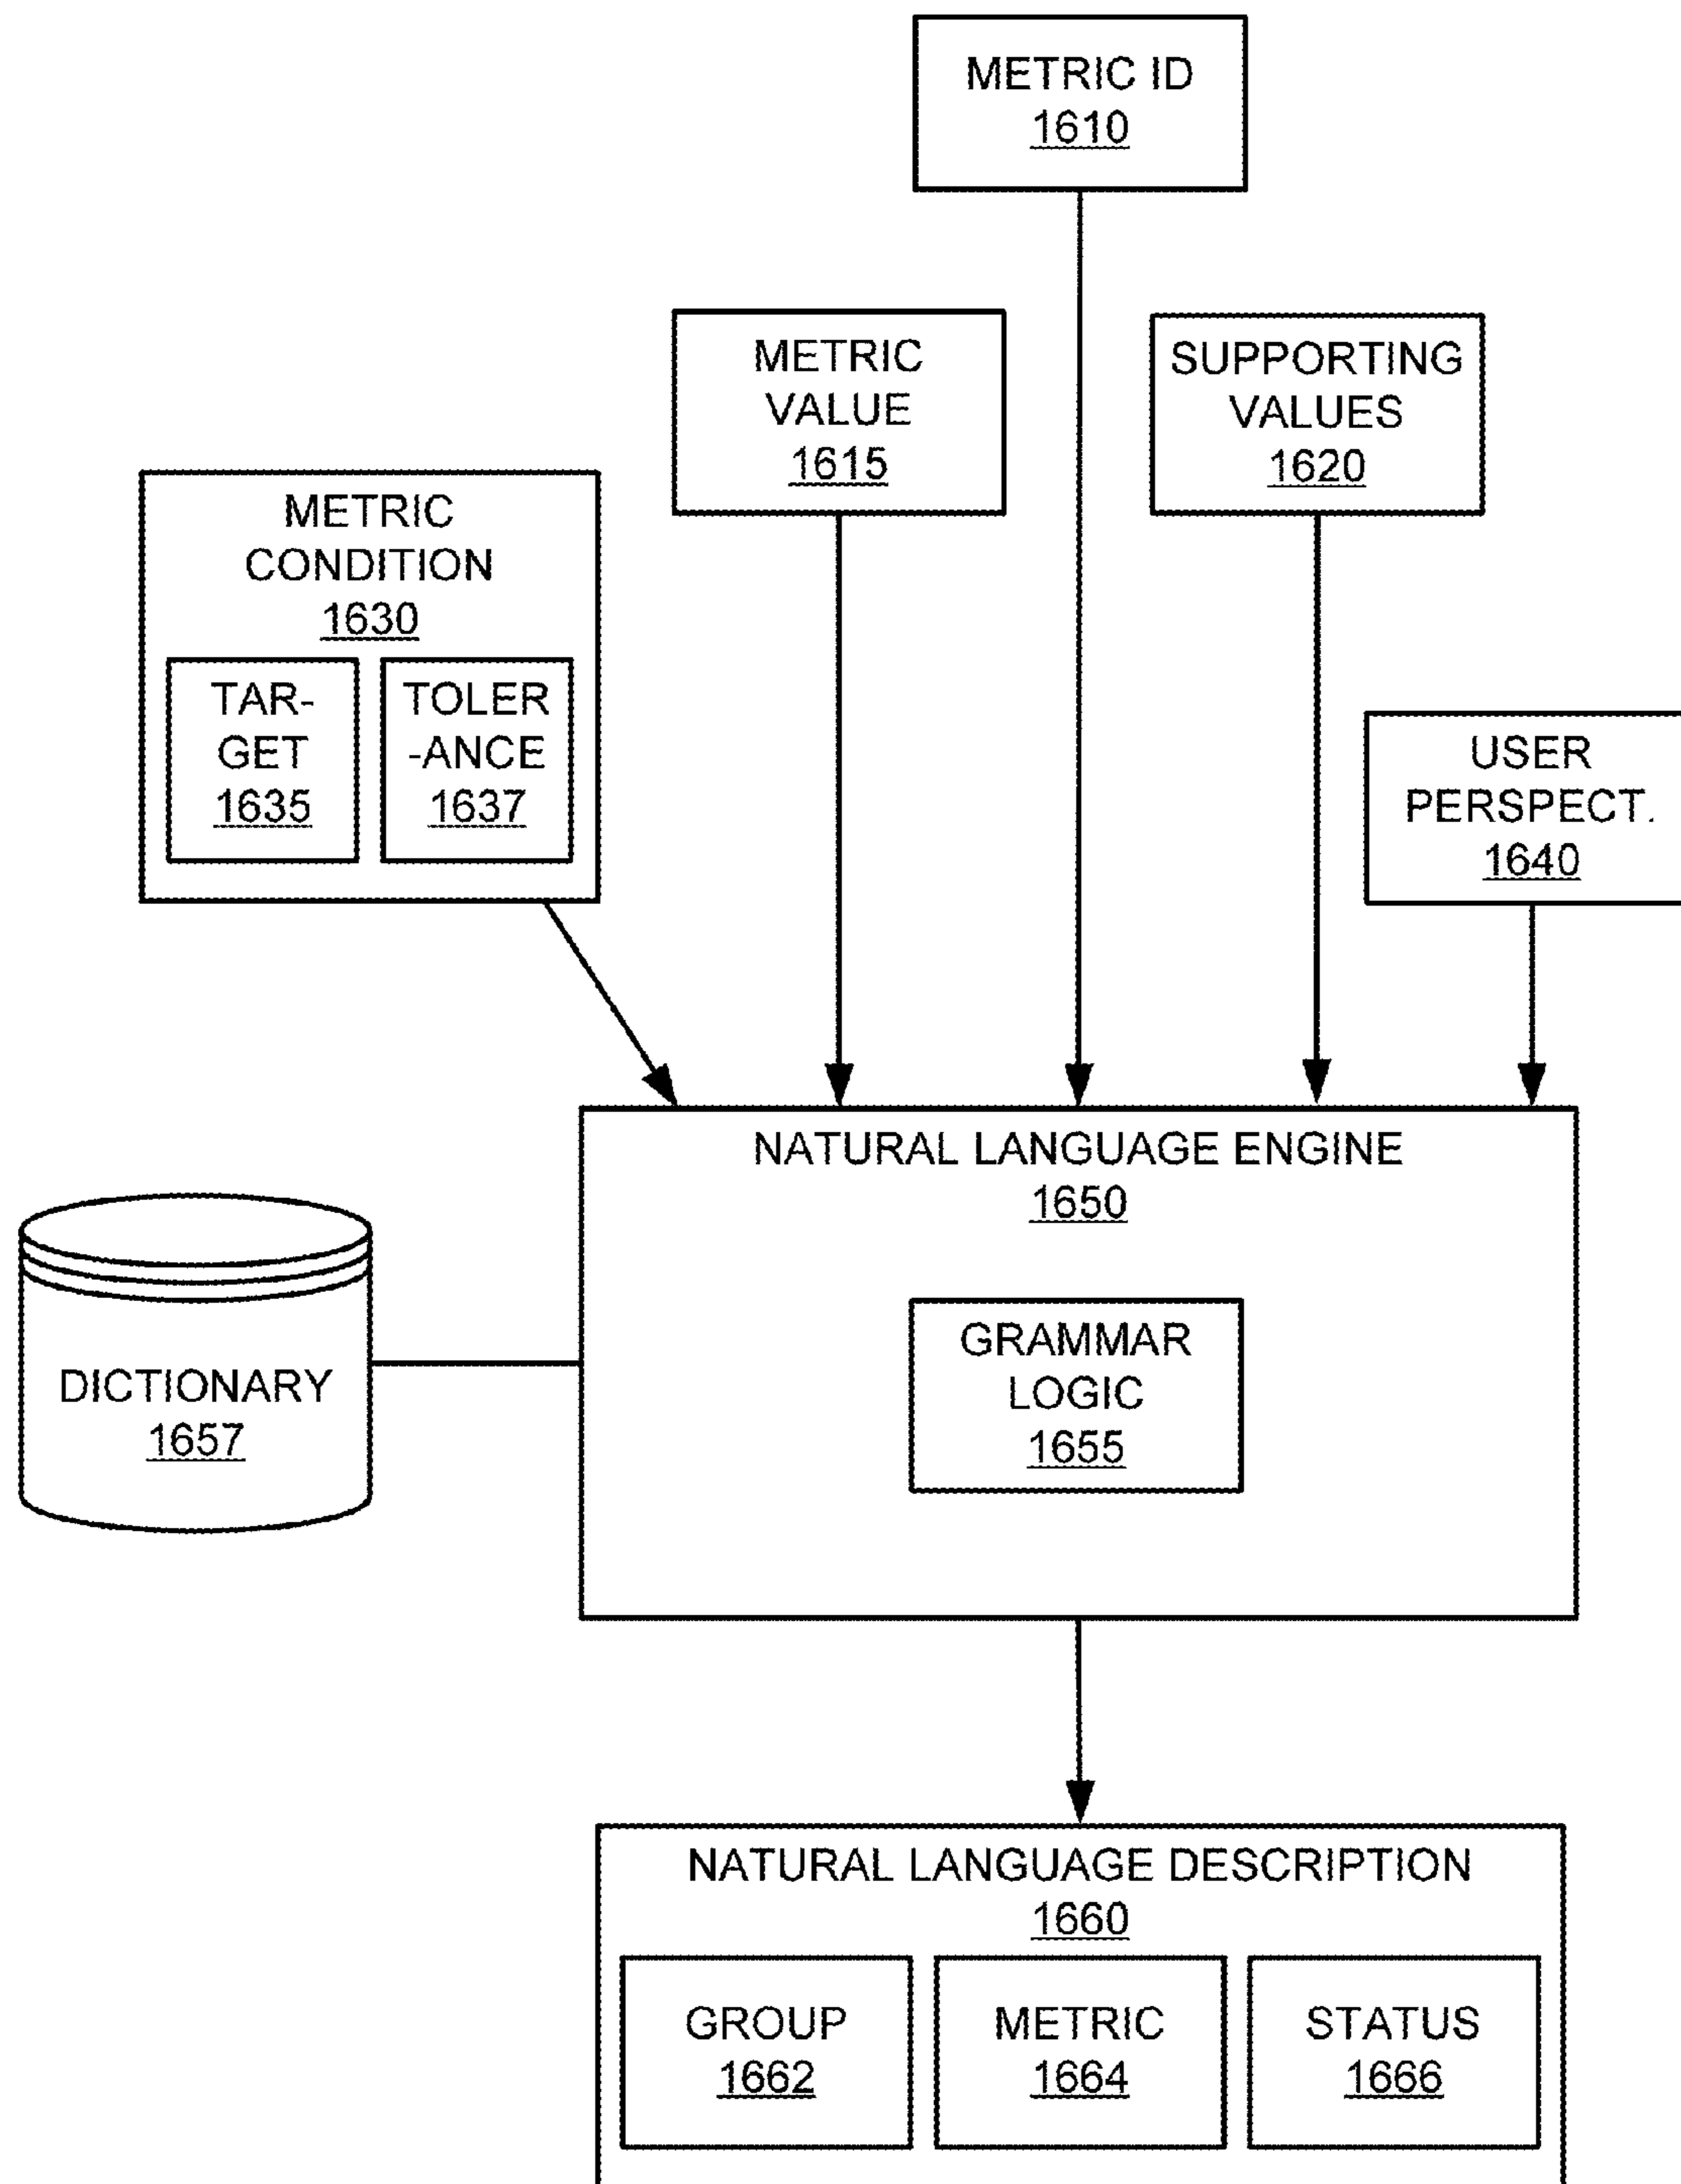 METRIC ID
1610
METRIC
VALUE
1615
SUPPORTING
VALUES
1620
METRIC
CONDITION
1630
TAR-
GET
1635
TOLER
-ANCE
1637
USER
PERSPECT.
1640
NATURAL LANGUAGE ENGINE
1650
GRAMMAR
LOGIC
1655
DICTIONARY
1657
NATURAL LANGUAGE DESCRIPTION
1660
GROUP
1662
METRIC
1664
STATUS
1666